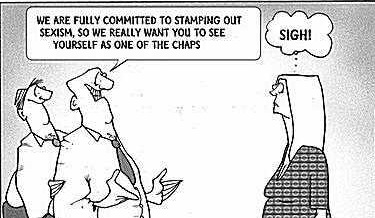 WE ARE FULLY COMMITTED TO STAMPING OUT
SEXISM, SO WE REALLY WANT YOU TO SEE
YOURSELF AS ONE OF THE CHAPS
SIGH!